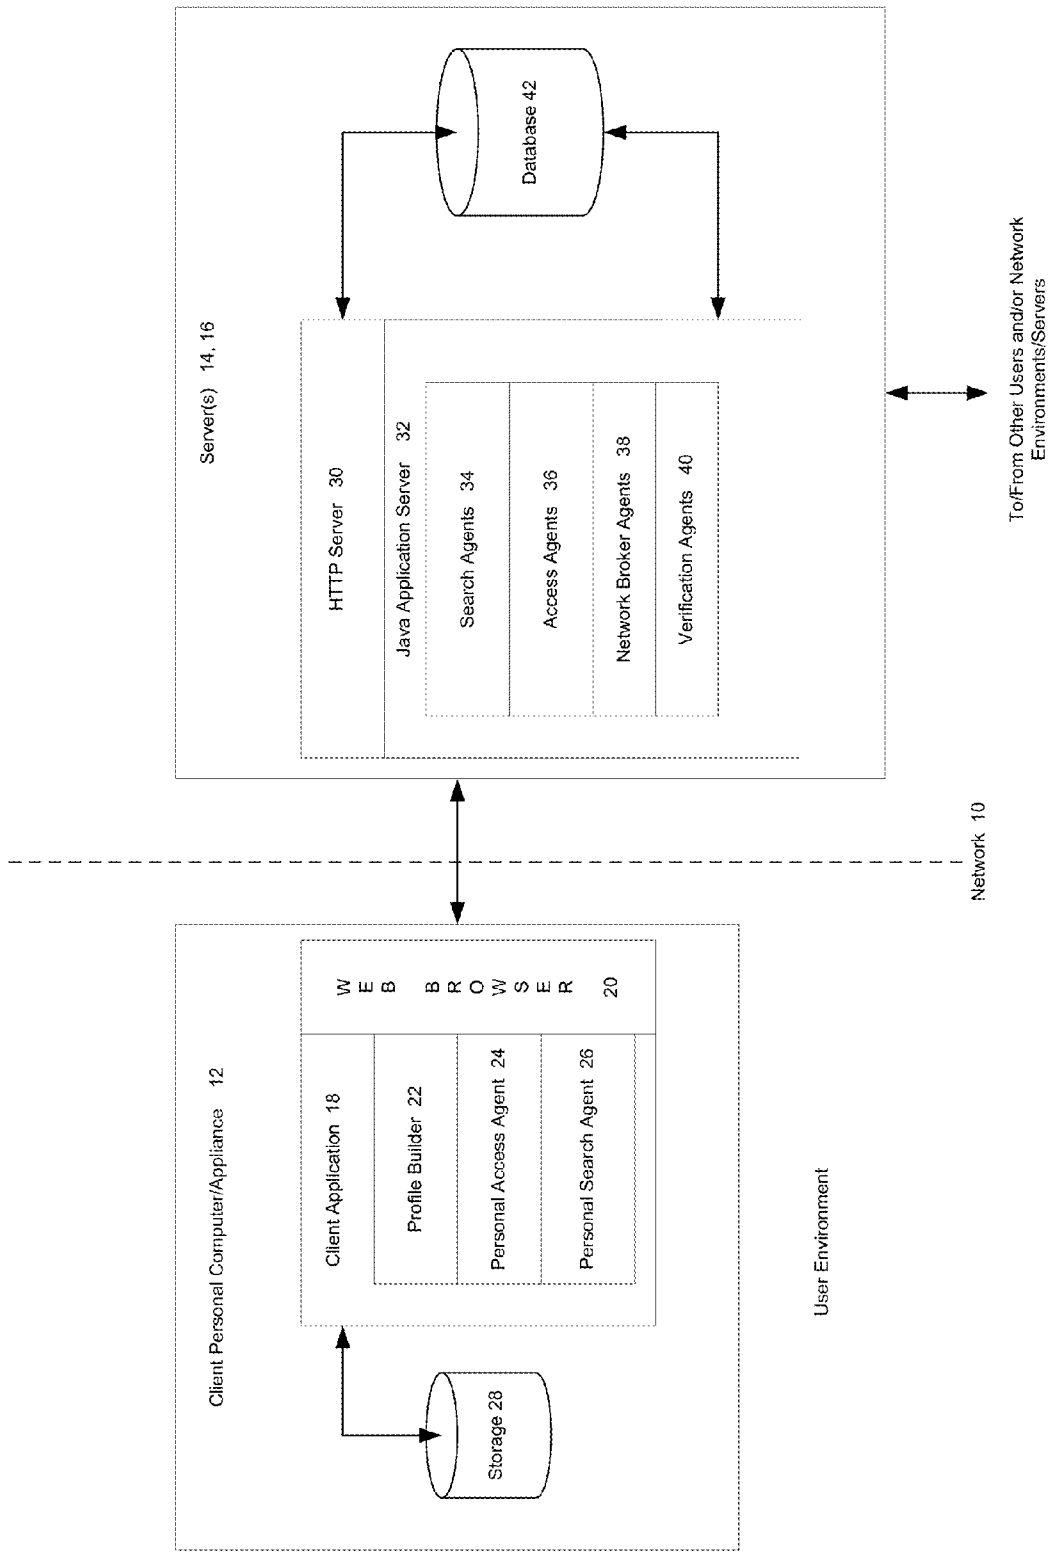 Client Personal Computer/Appliance 12
Client Application 18
Profile Builder 22
Personal Access Agent 24
Personal Search Agent 26
WEB BROWSER 20
Storage 28
User Environment
Network 10
Server(s) 14, 16
HTTP Server 30
Java Application Server 32
Search Agents 34
Access Agents 36
Network Broker Agents 38
Verification Agents 40
Database 42
To/From Other Users and/or Network
Environments/Servers